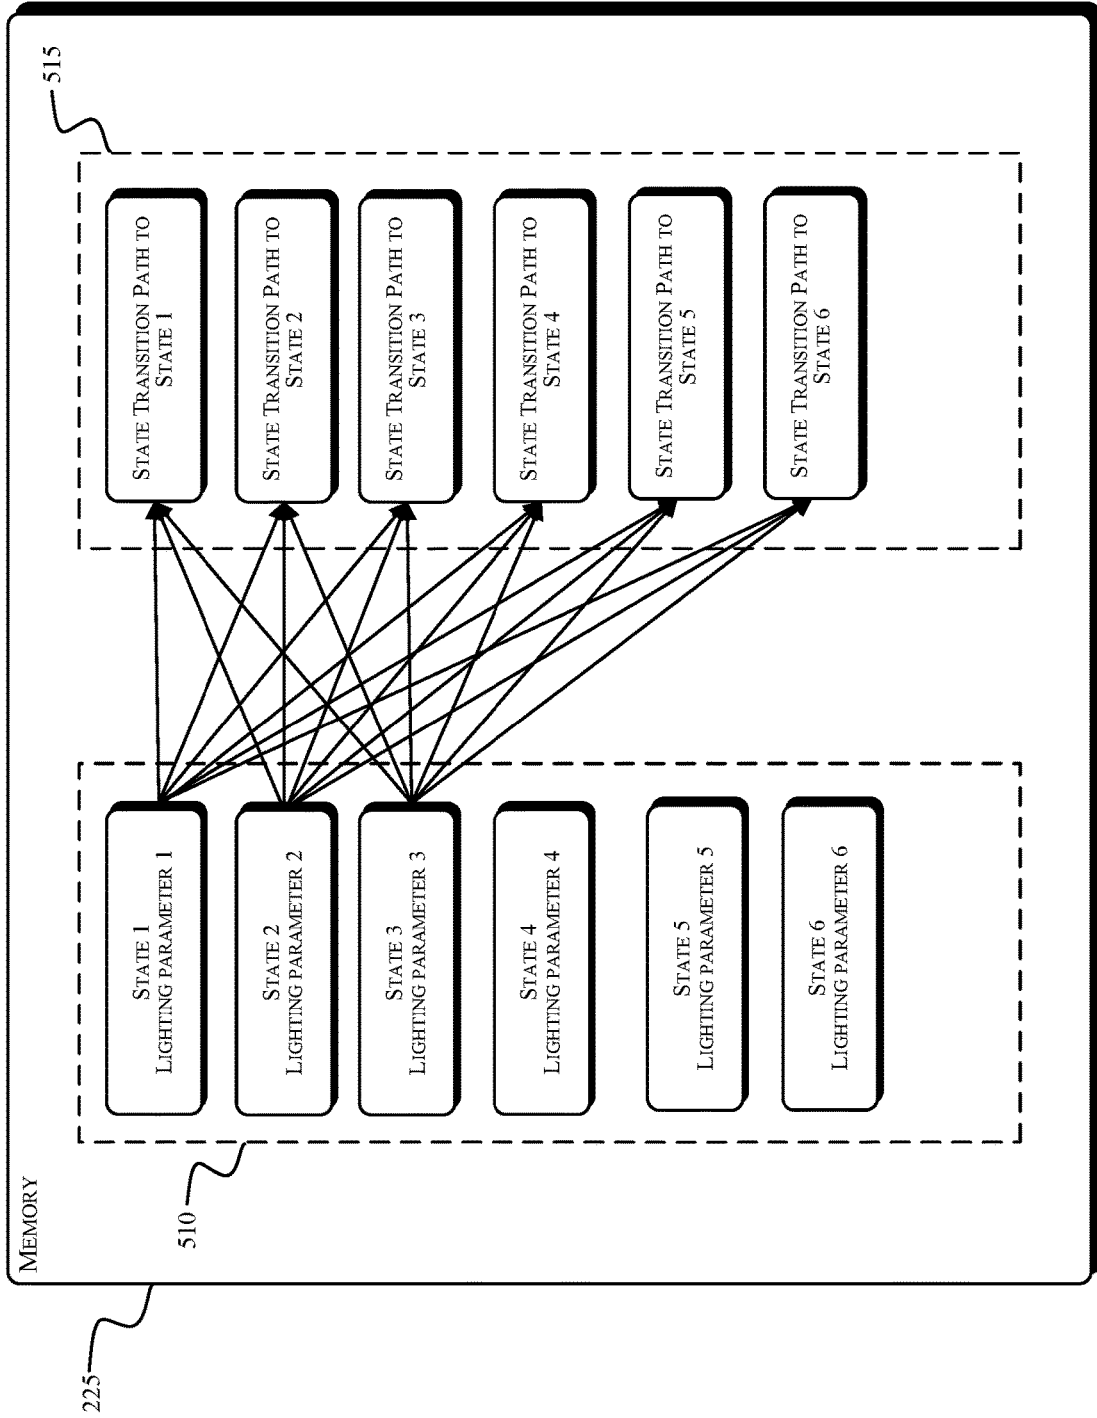 MEMORY
225
510
515
STATE 1
LIGHTING PARAMETER 1
STATE 2
LIGHTING PARAMETER 2
STATE 3
LIGHTING PARAMETER 3
STATE 4
LIGHTING PARAMETER 4
STATE 5
LIGHTING PARAMETER 5
STATE 6
LIGHTING PARAMETER 6
STATE TRANSITION PATH TO
STATE 1
STATE TRANSITION PATH TO
STATE 2
STATE TRANSITION PATH TO
STATE 3
STATE TRANSITION PATH TO
STATE 4
STATE TRANSITION PATH TO
STATE 5
STATE TRANSITION PATH TO
STATE 6